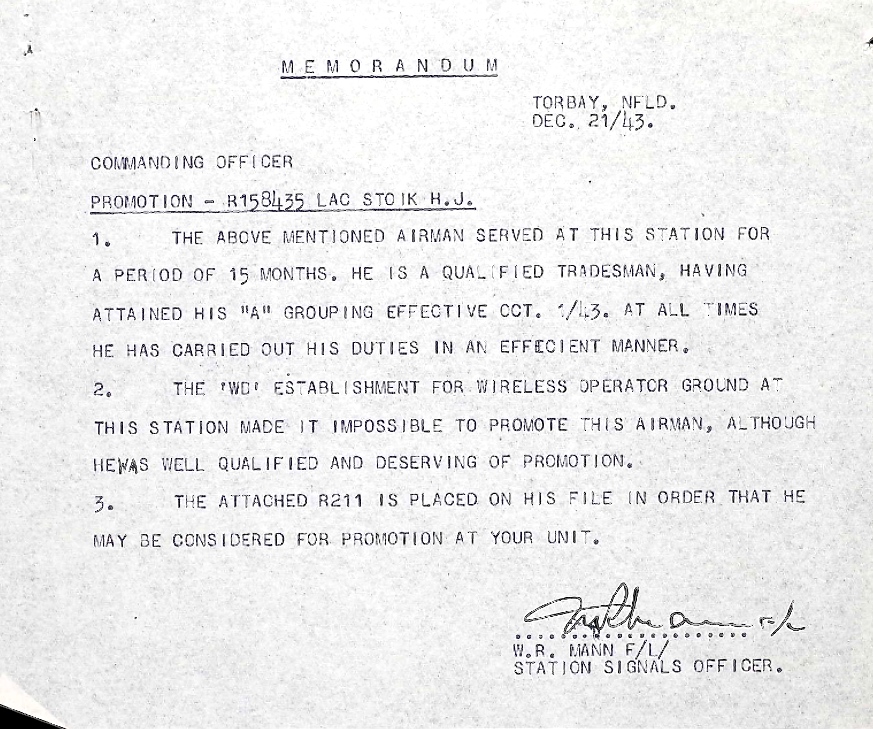 MEMORANDUM
TORBAY, NFLD.
DEC. 21/43.
COMMANDING OFFICER
PROMOTION - R158435 LAC STOIK H.J.
1. THE ABOVE MENTIONED AIRMAN SERVED AT THIS STATION FOR
A PERIOD OF 15 MONTHS. HE IS A QUALIFIED TRADESMAN, HAVING
ATTAINED HIS "A" GROUPING EFFECTIVE OCT. 1/43. AT ALL TIMES
HE HAS CARRIED OUT HIS DUTIES IN AN EFFECIENT MANNER.
2. THE 'WD' ESTABLISHMENT FOR WIRELESS OPERATOR GROUND AT
THIS STATION MADE IT IMPOSSIBLE TO PROMOTE THIS AIRMAN, ALTHOUGH
HEWAS WELL QUALIFIED AND DESERVING OF PROMOTION.
3. THE ATTACHED R211 IS PLACED ON HIS FILE IN ORDER THAT HE
MAY BE CONSIDERED FOR PROMOTION AT YOUR UNIT.
F/L
W.R. MANN F/L/
STATION SIGNALS OFFICER.